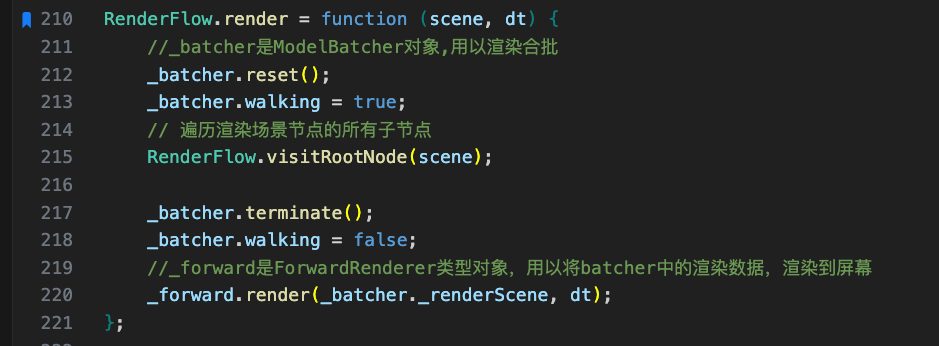 210 RenderFlow.render = function (scene, dt) {
211 //_batcher是ModelBatcher对象,用以渲染合批
212 _batcher.reset();
213 _batcher.walking = true;
214 // 遍历渲染场景节点的所有子节点
215 RenderFlow.visitRootNode(scene);
216
217 _batcher.terminate();
218 _batcher.walking = false;
219 //_forward是ForwardRenderer类型对象，用以将batcher中的渲染数据，渲染到屏幕
220 _forward.render(_batcher._renderScene, dt);
221 };